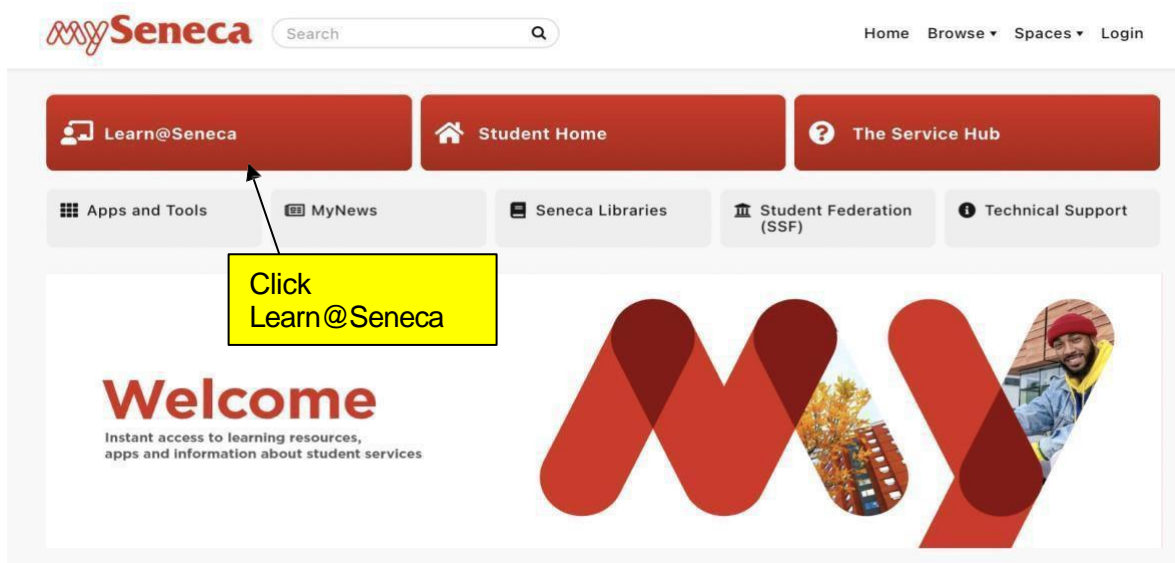 mySeneca
Search
Home Browse Spaces Login
Learn@Seneca
Student Home
The Service Hub
Apps and Tools
MyNews
Seneca Libraries
Student Federation
(SSF)
Technical Support
Click
Learn@Seneca
Welcome
Instant access to learning resources,
apps and information about student services
My